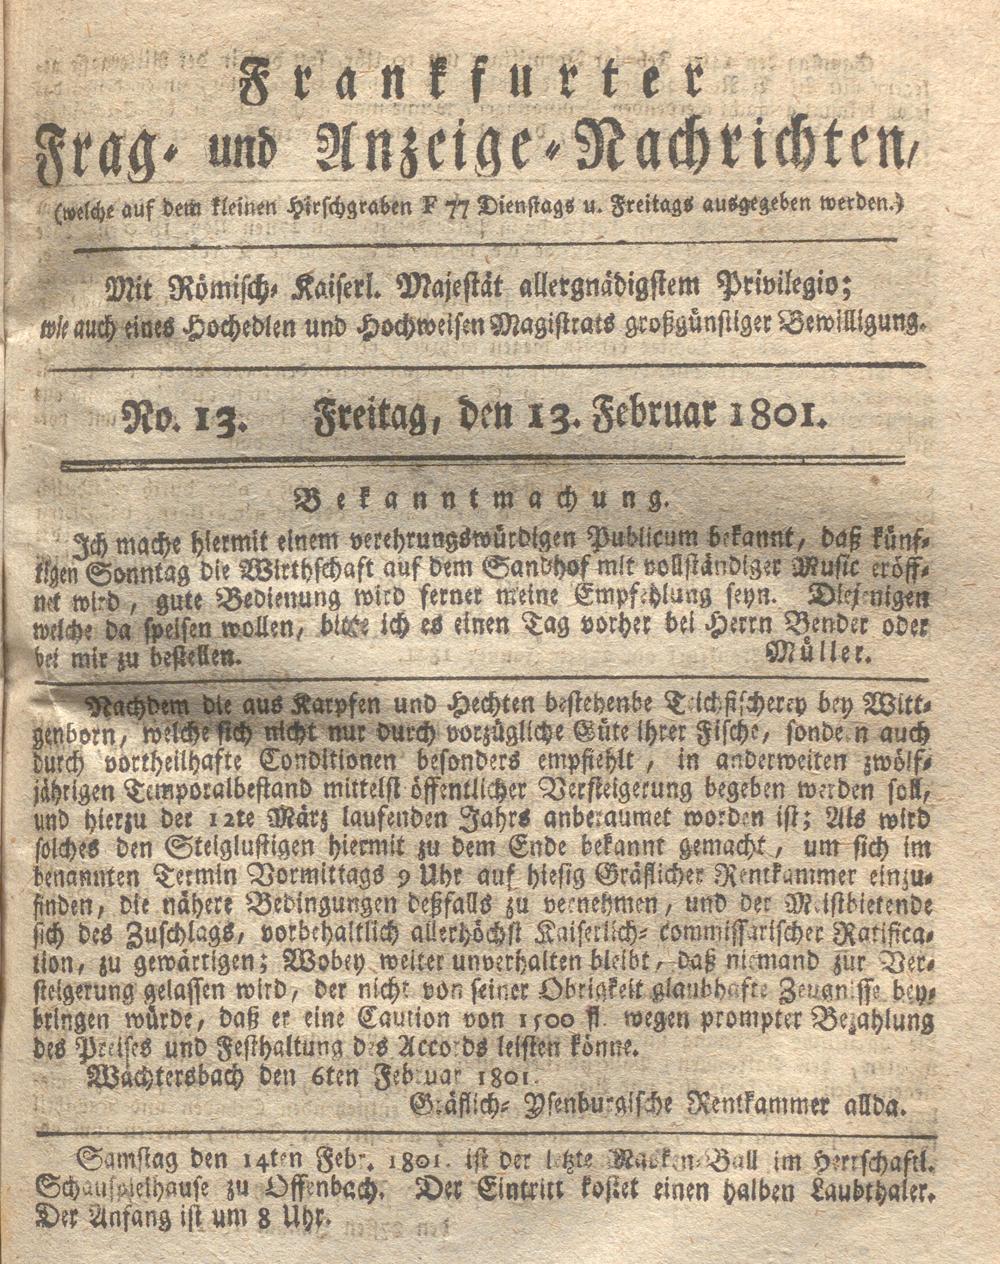 Frankfurter
Frag- und Anzeige-Nachrichten,
(welche auf dem kleinen Hirschgraben F 77 Dienstags u. Freitags ausgegeben werden.)
Mit Römisch- Kaiserl. Majestät allergnädigstem Privilegio;
wie auch eines Hochedlen und Hochweisen Magistrats großgünstiger Bewilligung.
No. 13. Freitag, den 13. Februar 1801.
Bekanntmachung.
Ich mache hiermit einem verehrungswürdigen Publicum bekannt, daß künf-
tigen Sonntag die Wirthschaft auf dem Sandhof mit vollständiger Music eröff-
net wird, gute Bedienung wird ferner meine Empfehlung seyn. Diejenigen
welche da speisen wollen, bitte ich es einen Tag vorher bei Herrn Bender oder
bei mir zu bestellen. Müller.
Nachdem die aus Karpfen und Hechten bestehende Teichfischerey bey Witt-
genborn, welche sich nicht nur durch vorzügliche Güte ihrer Fische, sondern auch
durch vortheilhafte Conditionen besonders empfiehlt, in anderweiten zwölf-
jährigen Temporalbestand mittelst öffentlicher Versteigerung begeben werden soll,
und hierzu der 12te März laufenden Jahrs anberaumet worden ist; Als wird
solches den Steiglustigen hiermit zu dem Ende bekannt gemacht, um sich im
benannten Termin Vormittags 9 Uhr auf hiesig Gräflicher Rentkammer einzu-
finden, die nähere Bedingungen deßfalls zu vernehmen, und der Meistbietende
sich des Zuschlags, vorbehaltlich allerhöchst Kaiserlich- commissarischer Ratifica-
tion, zu gewärtigen; Wobey weiter unverhalten bleibt, daß niemand zur Ver-
steigerung gelassen wird, der nicht von seiner Obrigkeit glaubhafte Zeugnisse bey-
bringen würde, daß er eine Caution von 1500 fl. wegen prompter Bezahlung
des Preises und Festhaltung des Accords leisten könne.
Wächtersbach den 6ten Februar 1801.
Gräflich- Ysenburgische Rentkammer allda.
Samstag den 14ten Febr. 1801. ist der letzte Masken-Ball im Herrschaftl.
Schauspielhause zu Offenbach. Der Eintritt kostet einen halben Laubthaler.
Der Anfang ist um 8 Uhr.